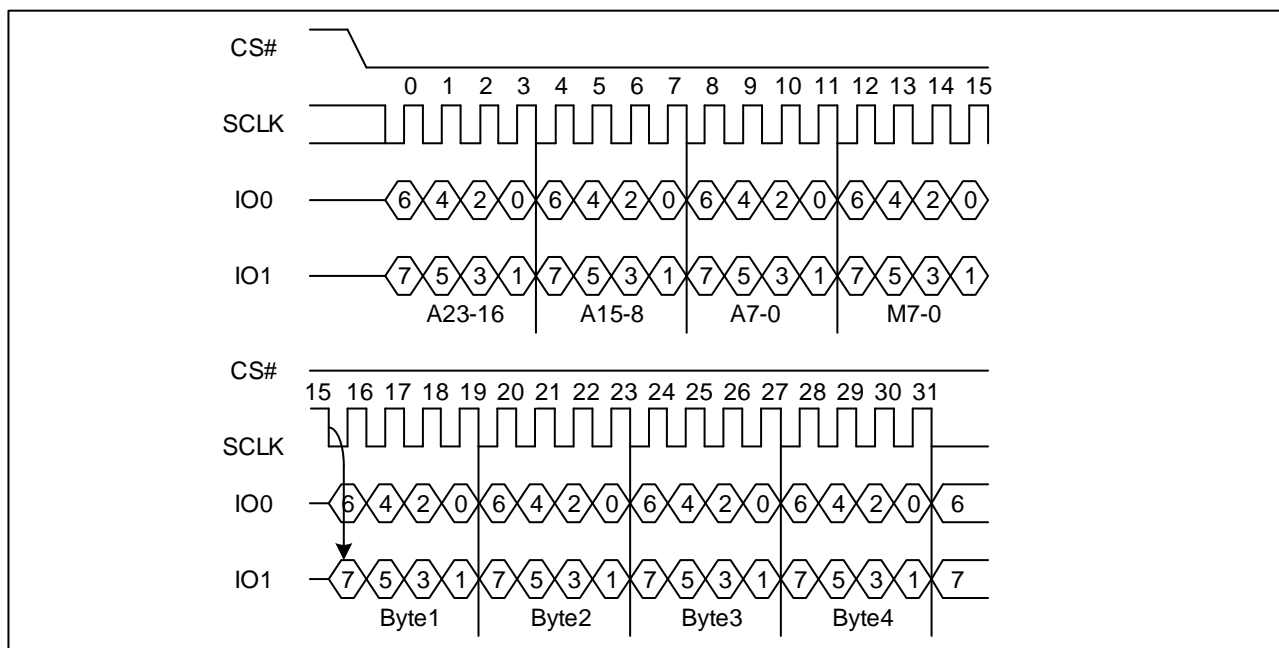 CS#
0 1 2 3 4 5 6 7 8 9 10 11 12 13 14 15
SCLK
IO0 6 4 2 0 6 4 2 0 6 4 2 0 6 4 2 0
IO1 7 5 3 1 7 5 3 1 7 5 3 1 7 5 3 1
A23-16 A15-8 A7-0 M7-0
CS#
15 16 17 18 19 20 21 22 23 24 25 26 27 28 29 30 31
SCLK
IO0 6 4 2 0 6 4 2 0 6 4 2 0 6 4 2 0 6
IO1 7 5 3 1 7 5 3 1 7 5 3 1 7 5 3 1 7
Byte1 Byte2 Byte3 Byte4